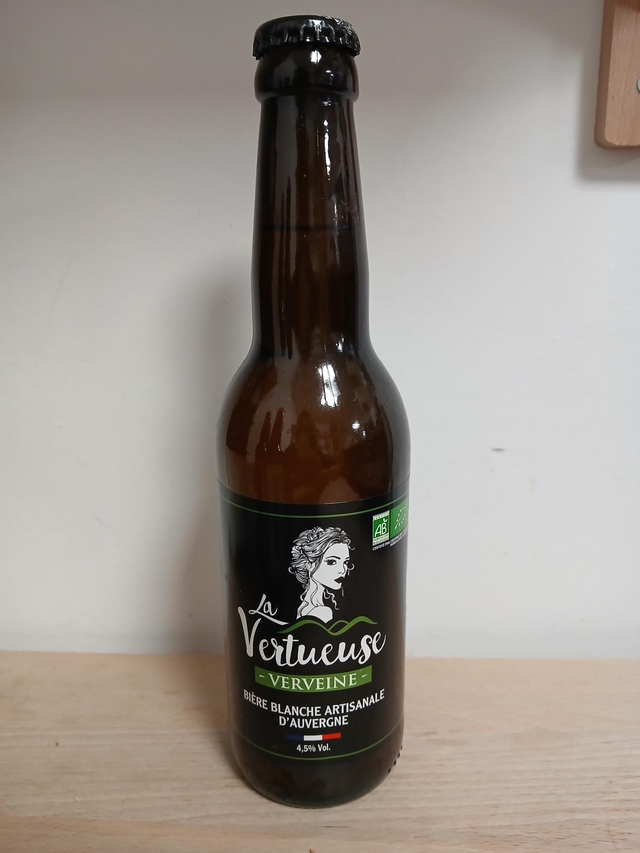 AB
La
Vertueuse
- VERVEINE -
BIÈRE BLANCHE ARTISANALE
D'AUVERGNE
4,5% Vol.